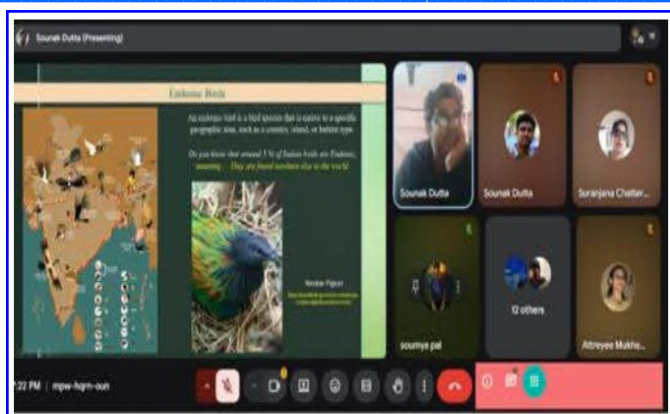 Sounak Dutta (Presenting)
Endemic Birds
An endemic bird is a bird species that is native to a specific
geographic area, such as a country, island, or habitat type.
Do you know that around 5 % of Indian birds are Endemic,
meaning... They are found nowhere else in the world
Nicobar Pigeon
Sounak Dutta
Sounak Dutta
Suranjana Chatter...
soumya pal
12 others
Attreyee Mukhe...
:22 PM | mpw-hqrn-oun